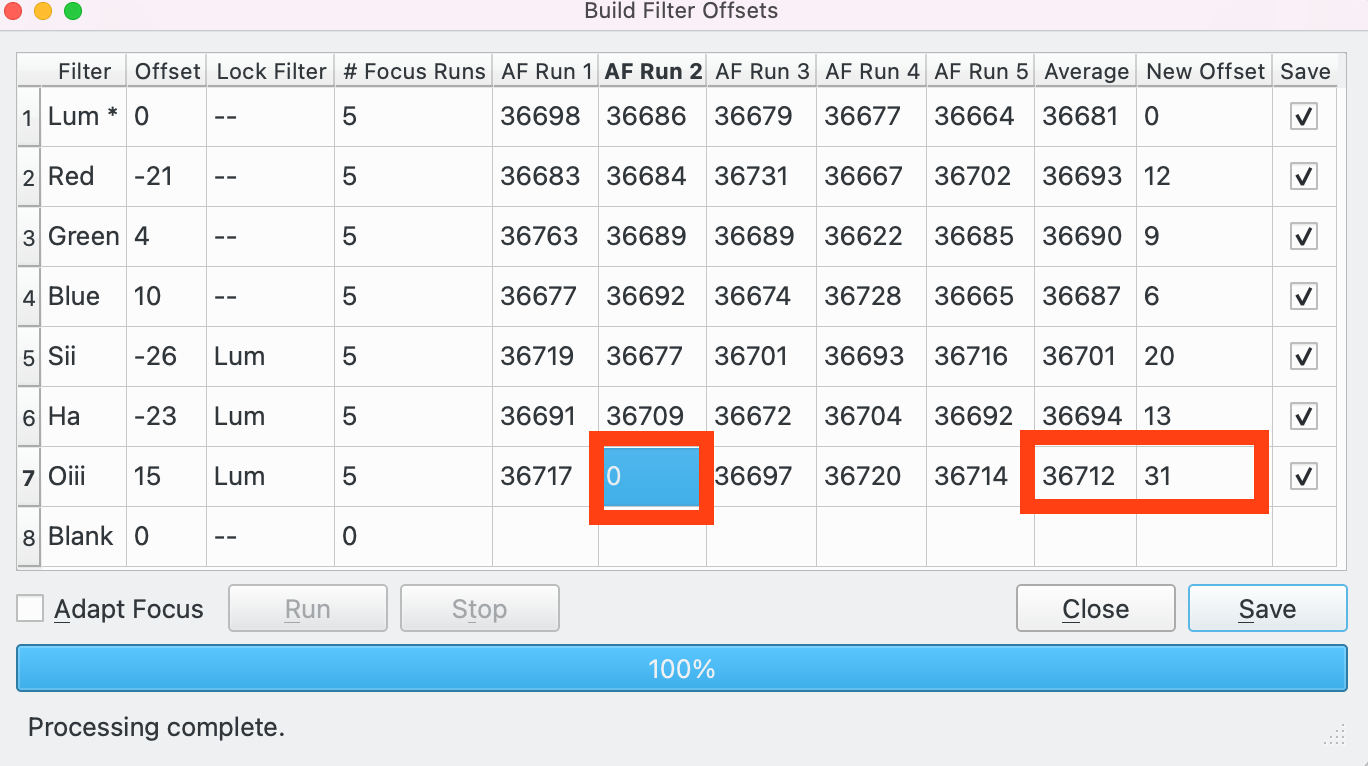 Build Filter Offsets
Filter Offset Lock Filter # Focus Runs AF Run 1 AF Run 2 AF Run 3 AF Run 4 AF Run 5 Average New Offset Save
1 Lum * 0 -- 5 36698 36686 36679 36677 36664 36681 0
2 Red -21 -- 5 36683 36684 36731 36667 36702 36693 12
3 Green 4 -- 5 36763 36689 36689 36622 36685 36690 9
4 Blue 10 -- 5 36677 36692 36674 36728 36665 36687 6
5 Sii -26 Lum 5 36719 36677 36701 36693 36716 36701 20
6 Ha -23 Lum 5 36691 36709 36672 36704 36692 36694 13
7 Oiii 15 Lum 5 36717 0 36697 36720 36714 36712 31
8 Blank 0 -- 0
Adapt Focus Run Stop Close Save
100%
Processing complete.